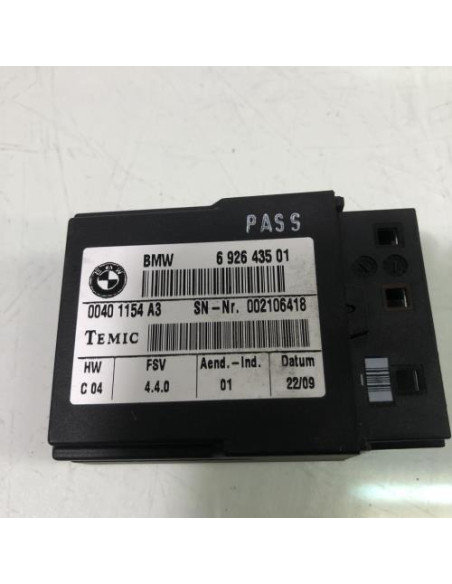 PASS
BMW 6 926 435 01
0040 1154 A3 SN-Nr. 002106418
TEMIC
HW FSV Aend.-Ind. Datum
C 04 4.4.0 01 22/09